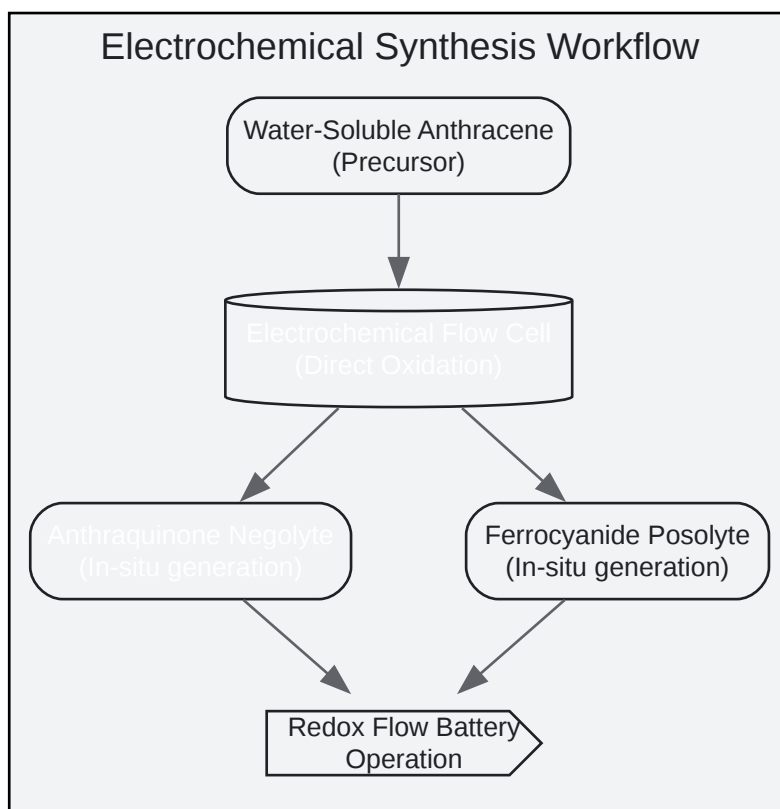 Electrochemical Synthesis Workflow
Water-Soluble Anthracene
(Precursor)
Electrochemical Flow Cell
(Direct Oxidation)
Anthraquinone Negolyte
(In-situ generation)
Ferrocyanide Posolyte
(In-situ generation)
Redox Flow Battery
Operation